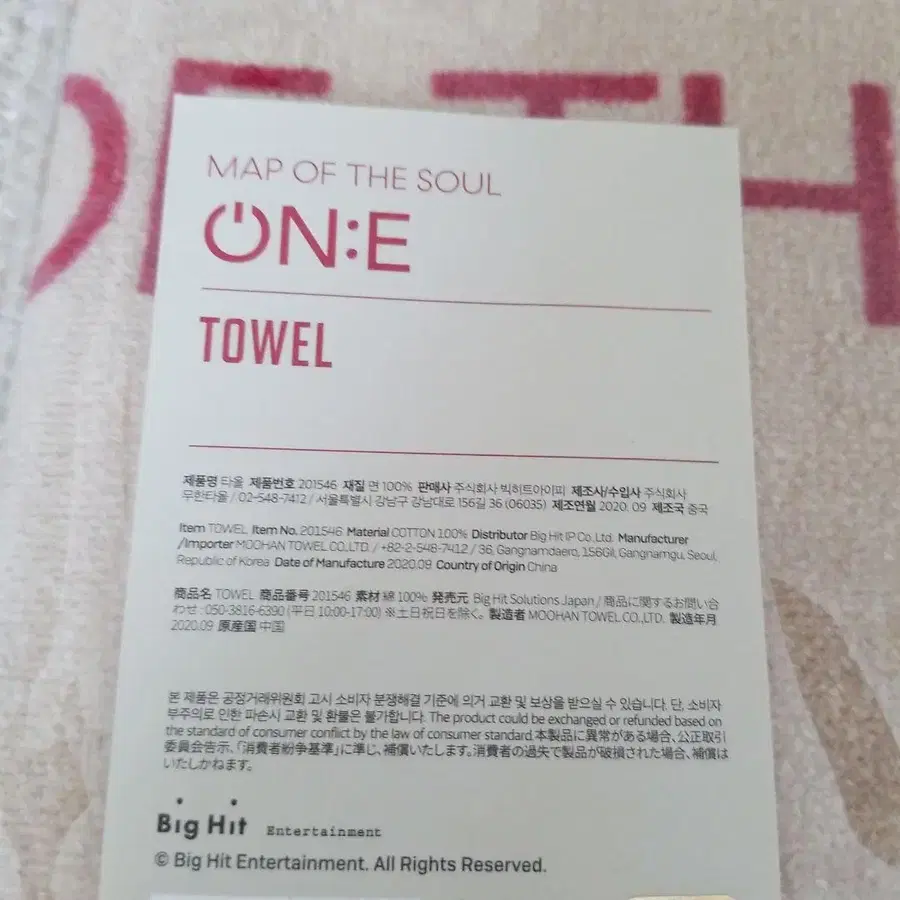 OF TH
MAP OF THE SOUL
ON:E
TOWEL
제품명 타올 제품번호 201546 재질 면 100% 판매사 주식회사 빅히트아이피 제조사/수입사 주식회사
무한타올 / 02-548-7412 / 서울특별시 강남구 강남대로 156길 36 (06035) 제조연월 2020. 09 제조국 중국
Item TOWEL Item No. 201546 Material COTTON 100% Distributor Big Hit IP Co., Ltd. Manufacturer
/Importer MOOHAN TOWEL CO.,LTD. / +82-2-548-7412 / 36, Gangnamdaero, 156Gil, Gangnamgu, Seoul,
Republic of Korea Date of Manufacture 2020.09 Country of Origin China
商品名 TOWEL 商品番号 201546 素材 綿 100% 発売元 Big Hit Solutions Japan / 商品に関するお問い合
わせ : 050-3816-6390 (平日 10:00-17:00) ※土日祝日を除く。 製造者 MOOHAN TOWEL CO.,LTD. 製造年月
2020.09 原産国 中国
본 제품은 공정거래위원회 고시 소비자 분쟁해결 기준에 의거 교환 및 보상을 받으실 수 있습니다. 단, 소비자
부주의로 인한 파손시 교환 및 환불은 불가합니다. The product could be exchanged or refunded based on
the standard of consumer conflict by the law of consumer standard. 本製品に異常がある場合、公正取引
委員会告示、「消費者紛争基準」に準じ、補償いたします。消費者の過失で製品が破損された場合、補償は
いたしかねます。
Big Hit Entertainment
© Big Hit Entertainment. All Rights Reserved.